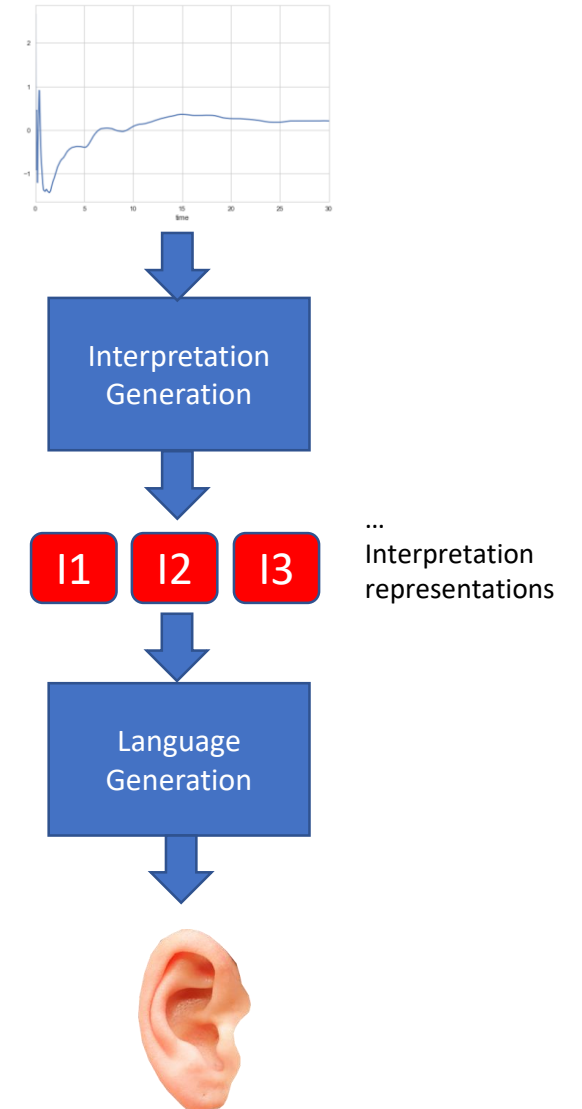 2
1
0
−1
0 5 10 15 20 25 30
time
Interpretation
Generation
I1 I2 I3
...
Interpretation
representations
Language
Generation